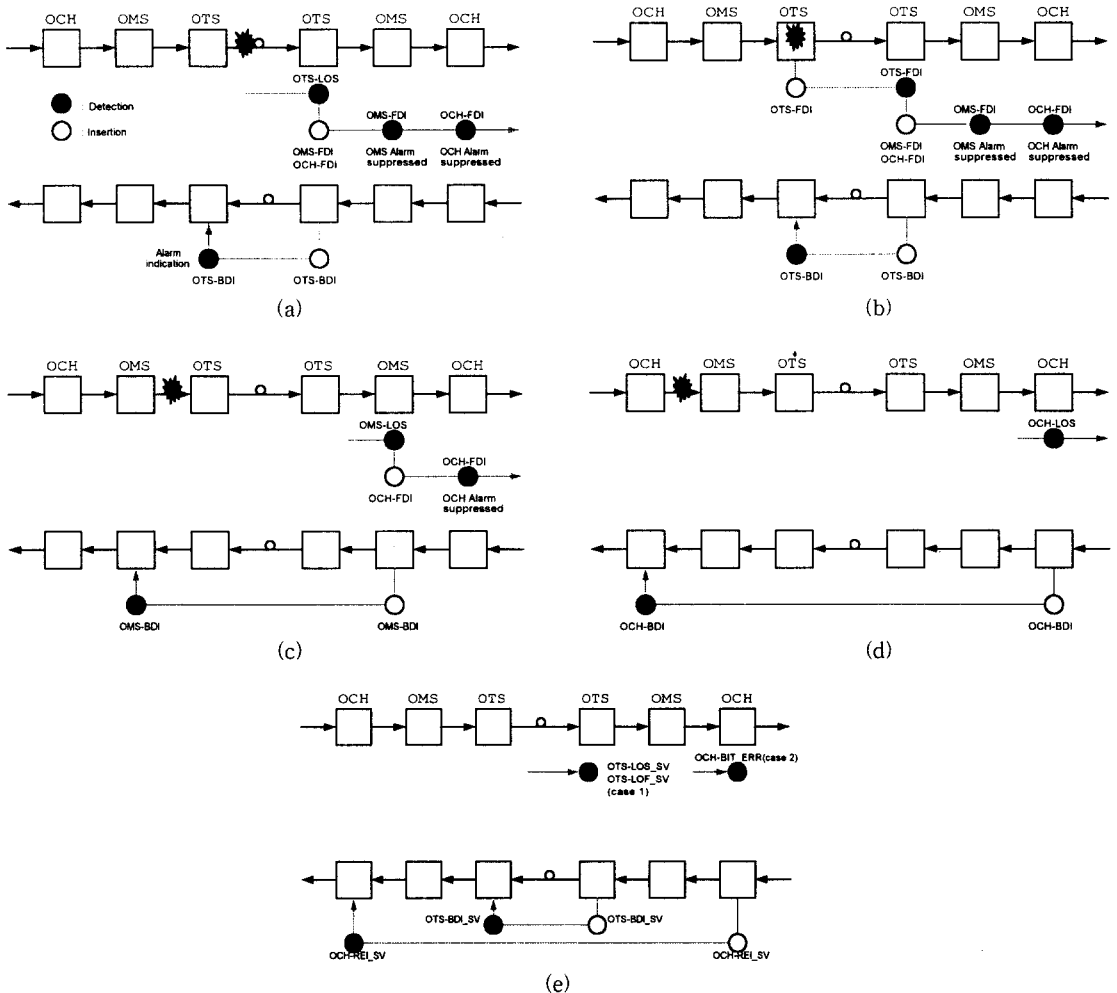 OCH OMS OTS OTS OMS OCH
OTS-LOS
: Detection
: Insertion
OMS-FDI OCH-FDI
OMS-FDI
OCH-FDI
OMS Alarm
suppressed
OCH Alarm
suppressed
Alarm
indication
OTS-BDI OTS-BDI
(a)
OCH OMS OTS OTS OMS OCH
OTS-FDI
OTS-FDI
OMS-FDI OCH-FDI
OMS-FDI
OCH-FDI
OMS Alarm
suppressed
OCH Alarm
suppressed
OTS-BDI OTS-BDI
(b)
OCH OMS OTS OTS OMS OCH
OMS-LOS
OCH-FDI
OCH-FDI
OCH Alarm
suppressed
OMS-BDI OMS-BDI
(c)
OCH OMS OTS OTS OMS OCH
OCH-LOS
OCH-BDI OCH-BDI
(d)
OCH OMS OTS OTS OMS OCH
OTS-LOS_SV
OTS-LOF_SV
(case 1)
OCH-BIT_ERR(case 2)
OTS-BDI_SV OTS-BDI_SV
OCH-REI_SV OCH-REI_SV
(e)